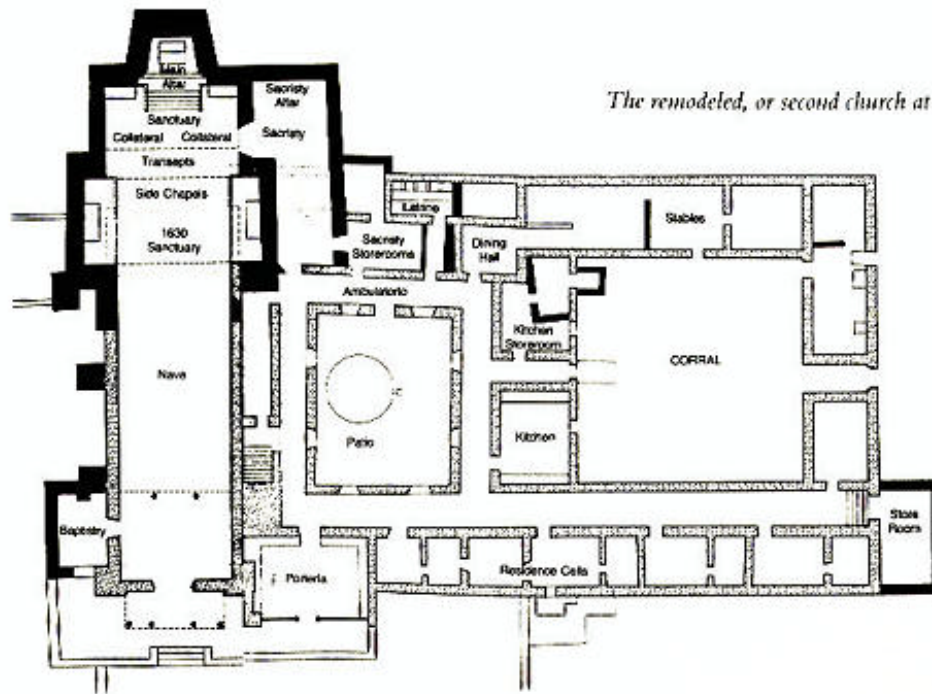 The remodeled, or second church at
Main
Altar
Sanctuary
Collateral Collateral
Transepts
Side Chapels
1630
Sanctuary
Nave
Baptistry
Sacristy
Altar
Sacristy
Latrine
Sacristy
Storerooms
Dining
Hall
Stables
Ambulatorio
Kitchen
Storeroom
CORRAL
Patio
Kitchen
Porteria
Residence Cells
Store
Room